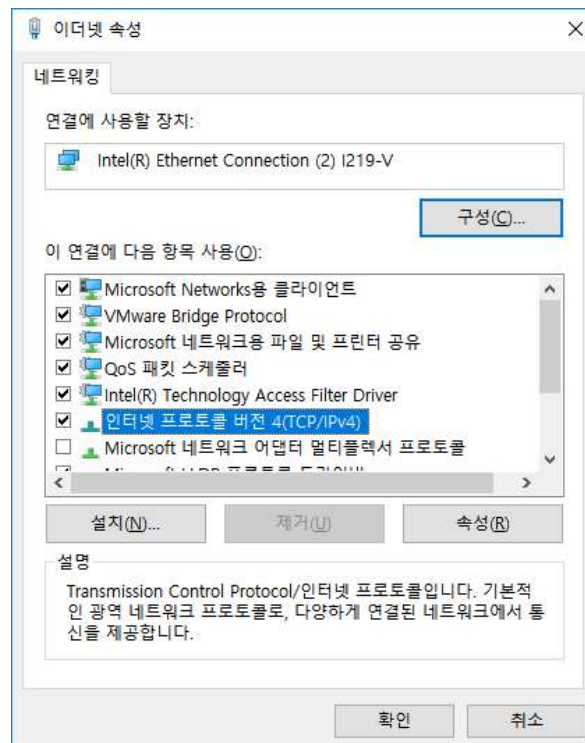 이더넷 속성
네트워킹
연결에 사용할 장치:
Intel(R) Ethernet Connection (2) I219-V
구성(C)...
이 연결에 다음 항목 사용(O):
Microsoft Networks용 클라이언트
VMware Bridge Protocol
Microsoft 네트워크용 파일 및 프린터 공유
QoS 패킷 스케줄러
Intel(R) Technology Access Filter Driver
인터넷 프로토콜 버전 4(TCP/IPv4)
Microsoft 네트워크 어댑터 멀티플렉서 프로토콜
설치(N)...
제거(U)
속성(R)
설명
Transmission Control Protocol/인터넷 프로토콜입니다. 기본적
인 광역 네트워크 프로토콜로, 다양하게 연결된 네트워크에서 통
신을 제공합니다.
확인
취소